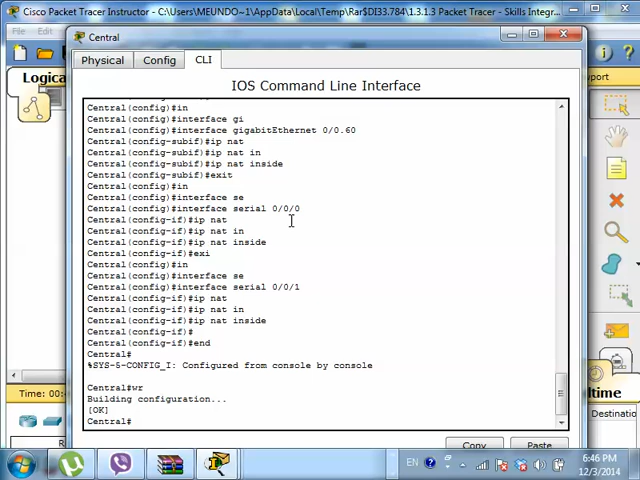 Cisco Packet Tracer Instructor - C:\Users\MEUNDO~1\AppData\Local\Temp\Rar$DI33.784\1.3.1.3 Packet Tracer - Skills Integr...
File
Central
Physical Config CLI
Logica
port
IOS Command Line Interface
Central(config)#in
Central(config)#interface gi
Central(config)#interface gigabitEthernet 0/0.60
Central(config-subif)#ip nat
Central(config-subif)#ip nat in
Central(config-subif)#ip nat inside
Central(config-subif)#exit
Central(config)#in
Central(config)#interface se
Central(config)#interface serial 0/0/0
Central(config-if)#ip nat
Central(config-if)#ip nat in
Central(config-if)#ip nat inside
Central(config-if)#exi
Central(config)#in
Central(config)#interface se
Central(config)#interface serial 0/0/1
Central(config-if)#ip nat
Central(config-if)#ip nat in
Central(config-if)#ip nat inside
Central(config-if)#
Central(config-if)#end
Central#
%SYS-5-CONFIG_I: Configured from console by console
Central#wr
Building configuration...
[OK]
Central#
Time: 00:
ltime
Destinatio
Copy Paste
EN
6:46 PM
12/3/2014